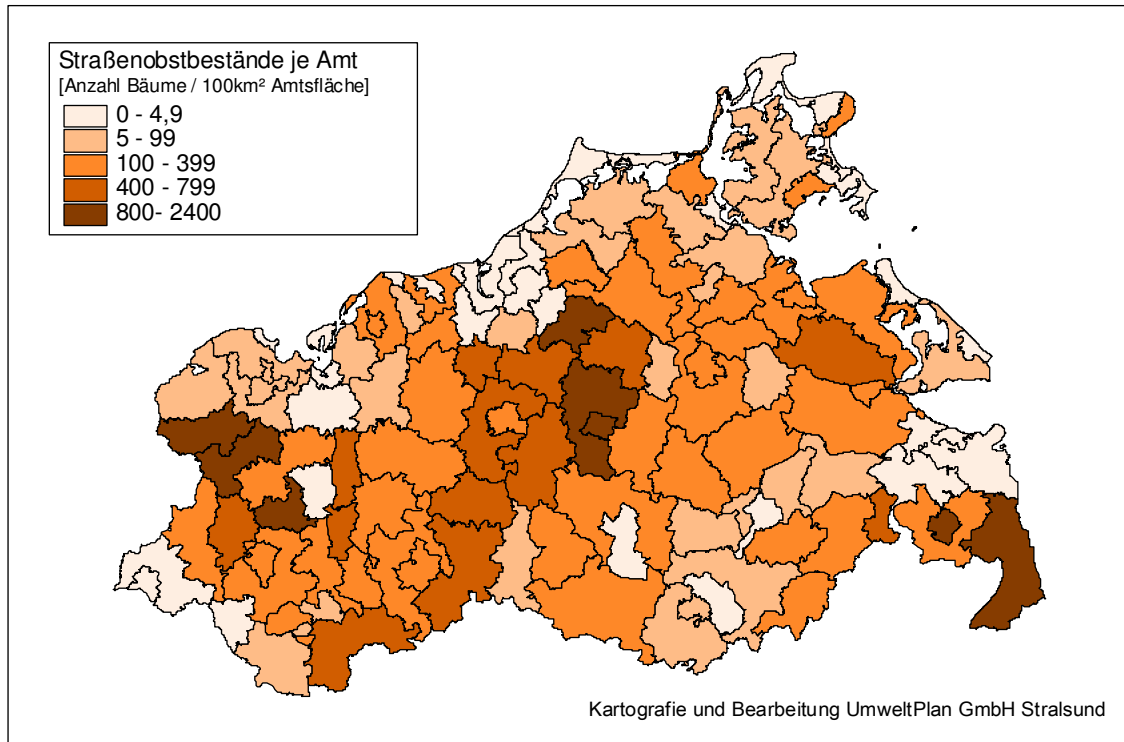 Straßenobstbestände je Amt
[Anzahl Bäume / 100km² Amtsfläche]
0 - 4,9
5 - 99
100 - 399
400 - 799
800- 2400
Kartografie und Bearbeitung UmweltPlan GmbH Stralsund